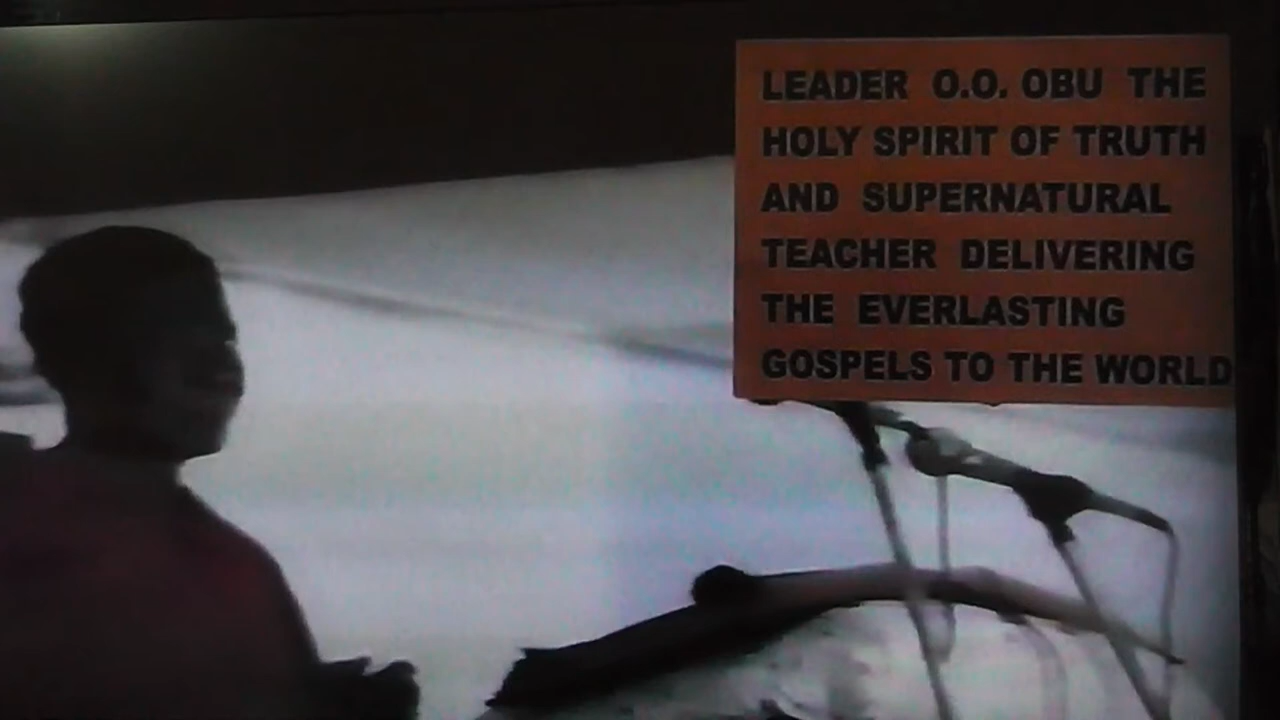 LEADER O.O. OBU THE
HOLY SPIRIT OF TRUTH
AND SUPERNATURAL
TEACHER DELIVERING
THE EVERLASTING
GOSPELS TO THE WORLD